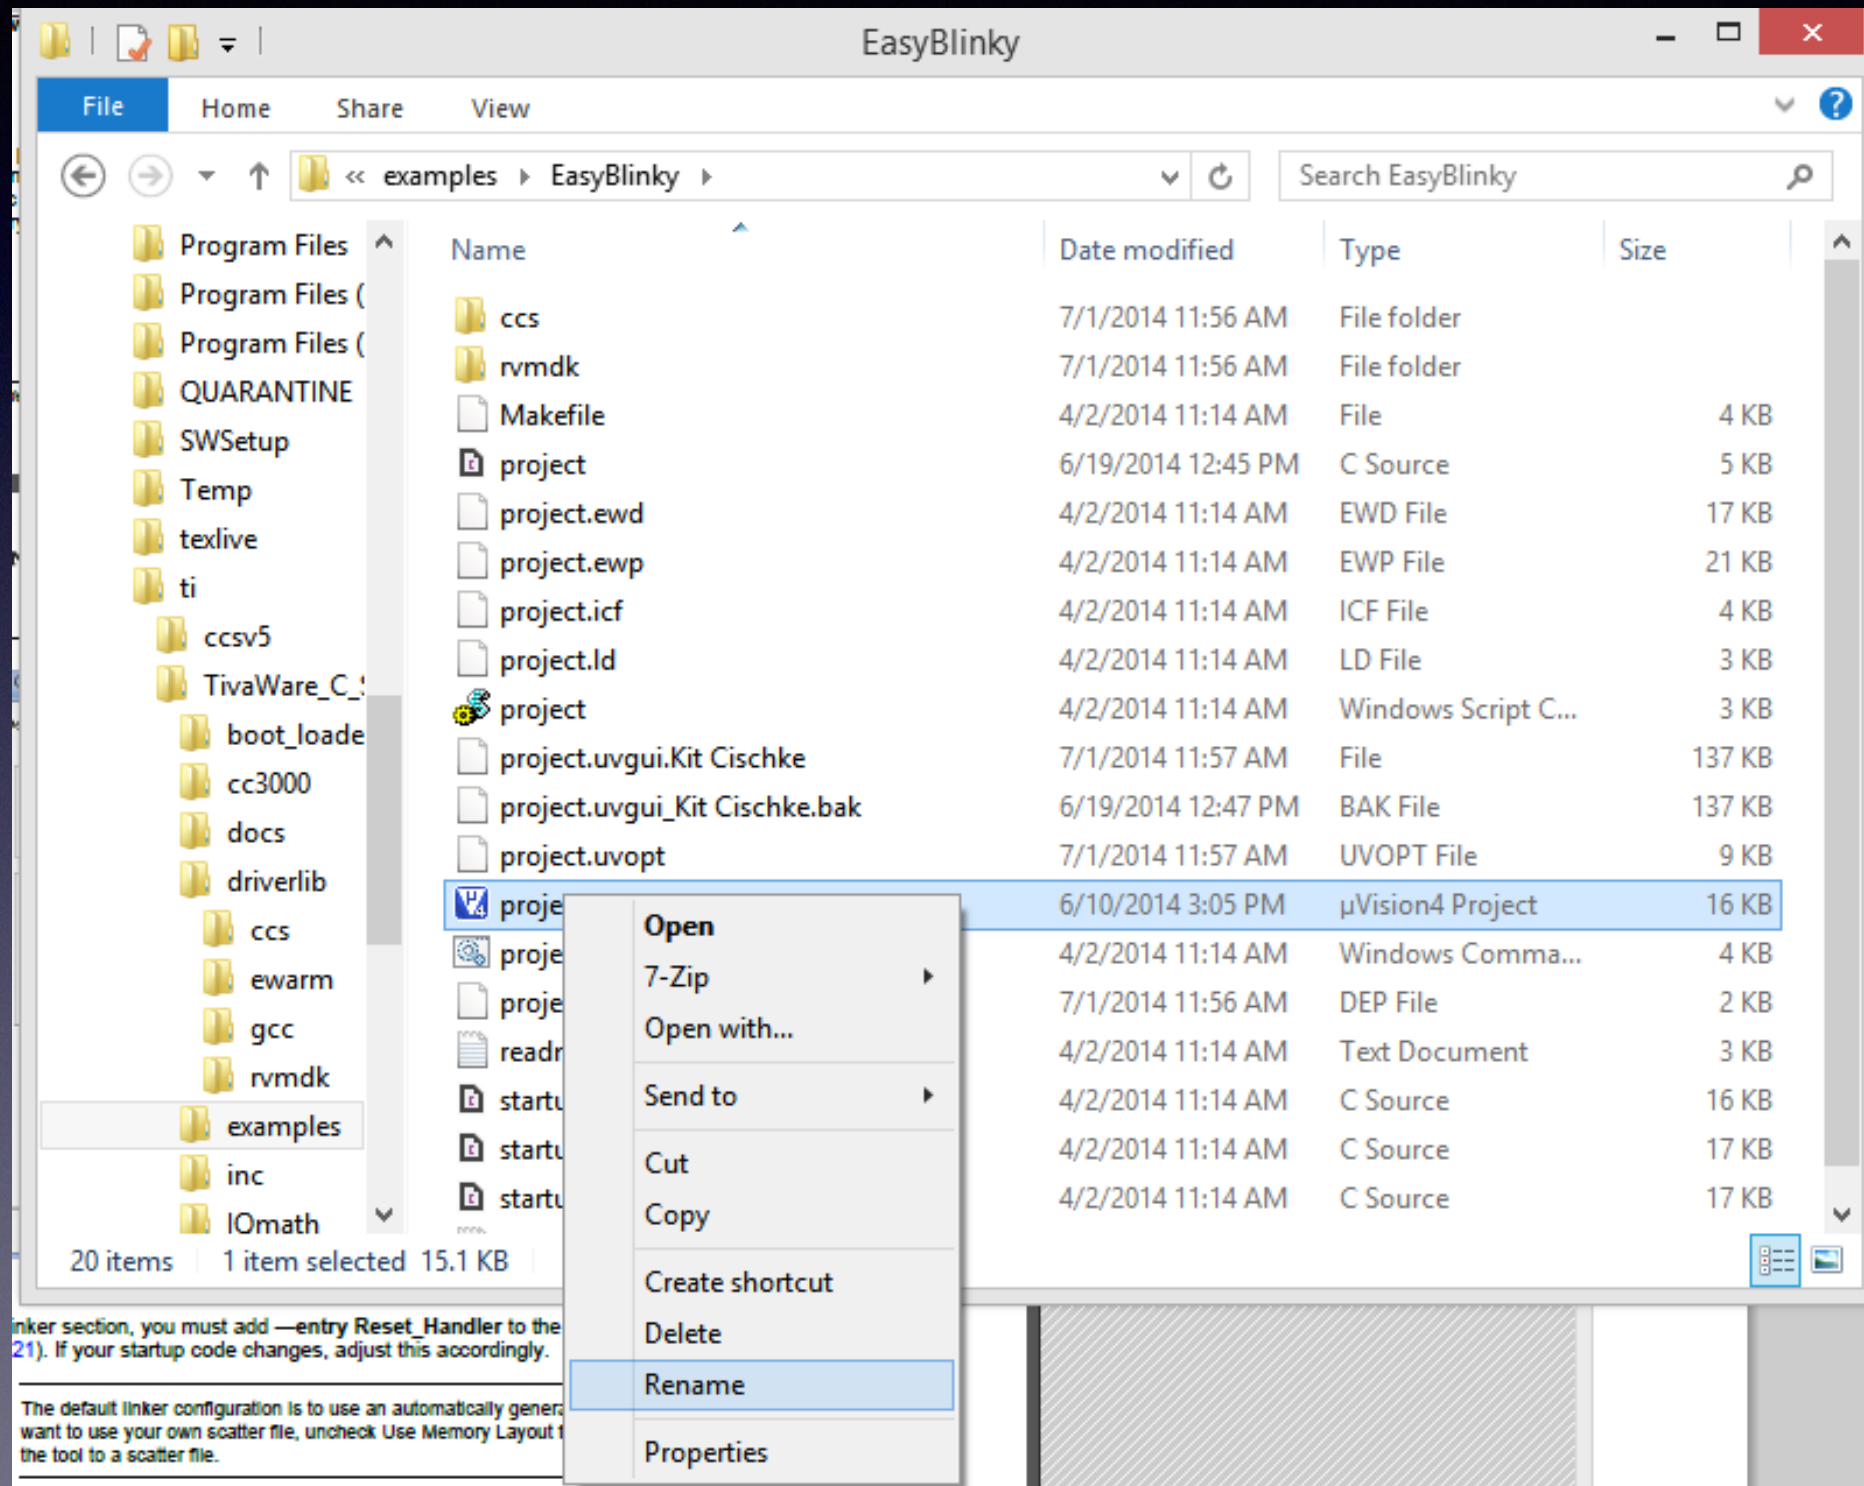 EasyBlinky
File Home Share View
« examples EasyBlinky
Search EasyBlinky
Program Files
Program Files (
Program Files (
QUARANTINE
SWSetup
Temp
texlive
ti
ccsv5
TivaWare_C_
boot_loade
cc3000
docs
driverlib
ccs
ewarm
gcc
rvmdk
examples
inc
IQmath
Name Date modified Type Size
ccs 7/1/2014 11:56 AM File folder
rvmdk 7/1/2014 11:56 AM File folder
Makefile 4/2/2014 11:14 AM File 4 KB
project 6/19/2014 12:45 PM C Source 5 KB
project.ewd 4/2/2014 11:14 AM EWD File 17 KB
project.ewp 4/2/2014 11:14 AM EWP File 21 KB
project.icf 4/2/2014 11:14 AM ICF File 4 KB
project.ld 4/2/2014 11:14 AM LD File 3 KB
project 4/2/2014 11:14 AM Windows Script C... 3 KB
project.uvgui.Kit Cischke 7/1/2014 11:57 AM File 137 KB
project.uvgui_Kit Cischke.bak 6/19/2014 12:47 PM BAK File 137 KB
project.uvopt 7/1/2014 11:57 AM UVOPT File 9 KB
proje 6/10/2014 3:05 PM µVision4 Project 16 KB
proje 4/2/2014 11:14 AM Windows Comma... 4 KB
proje 7/1/2014 11:56 AM DEP File 2 KB
readr 4/2/2014 11:14 AM Text Document 3 KB
startu 4/2/2014 11:14 AM C Source 16 KB
startu 4/2/2014 11:14 AM C Source 17 KB
startu 4/2/2014 11:14 AM C Source 17 KB
Open
7-Zip
Open with...
Send to
Cut
Copy
Create shortcut
Delete
Rename
Properties
20 items 1 item selected 15.1 KB
inker section, you must add —entry Reset_Handler to the
21). If your startup code changes, adjust this accordingly.
The default linker configuration is to use an automatically genera
want to use your own scatter file, uncheck Use Memory Layout f
the tool to a scatter file.